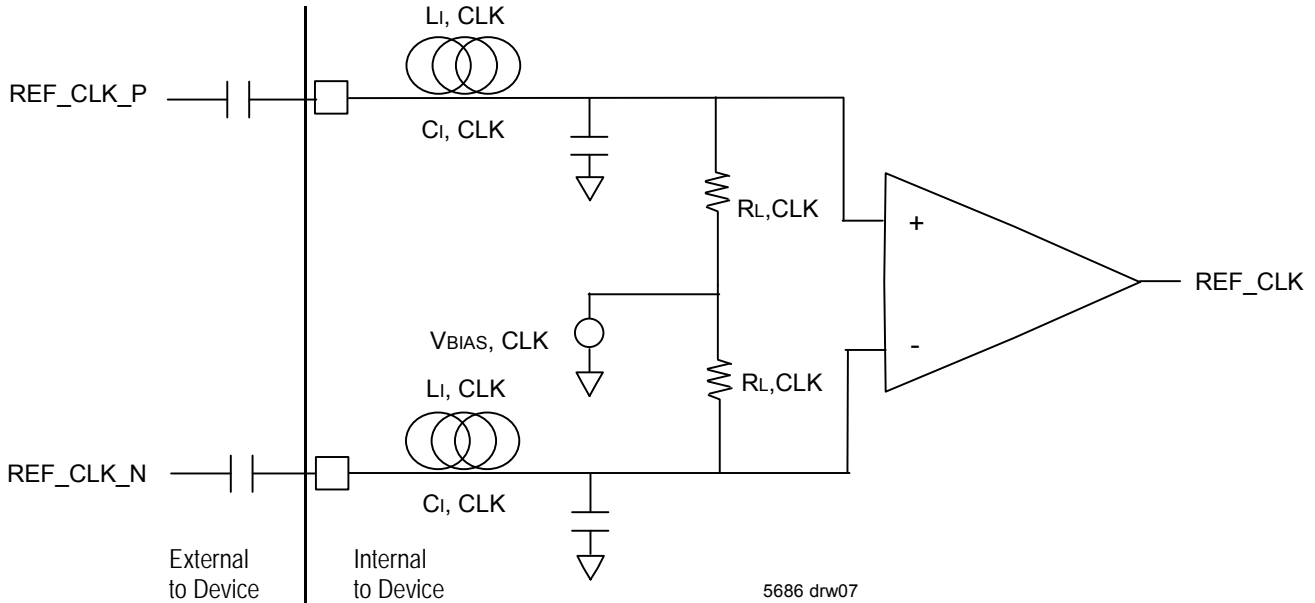 LI, CLK
REF_CLK_P
CI, CLK
RL,CLK
+
REF_CLK
VBIAS, CLK
-
RL,CLK
LI, CLK
REF_CLK_N
CI, CLK
External
to Device
Internal
to Device
5686 drw07